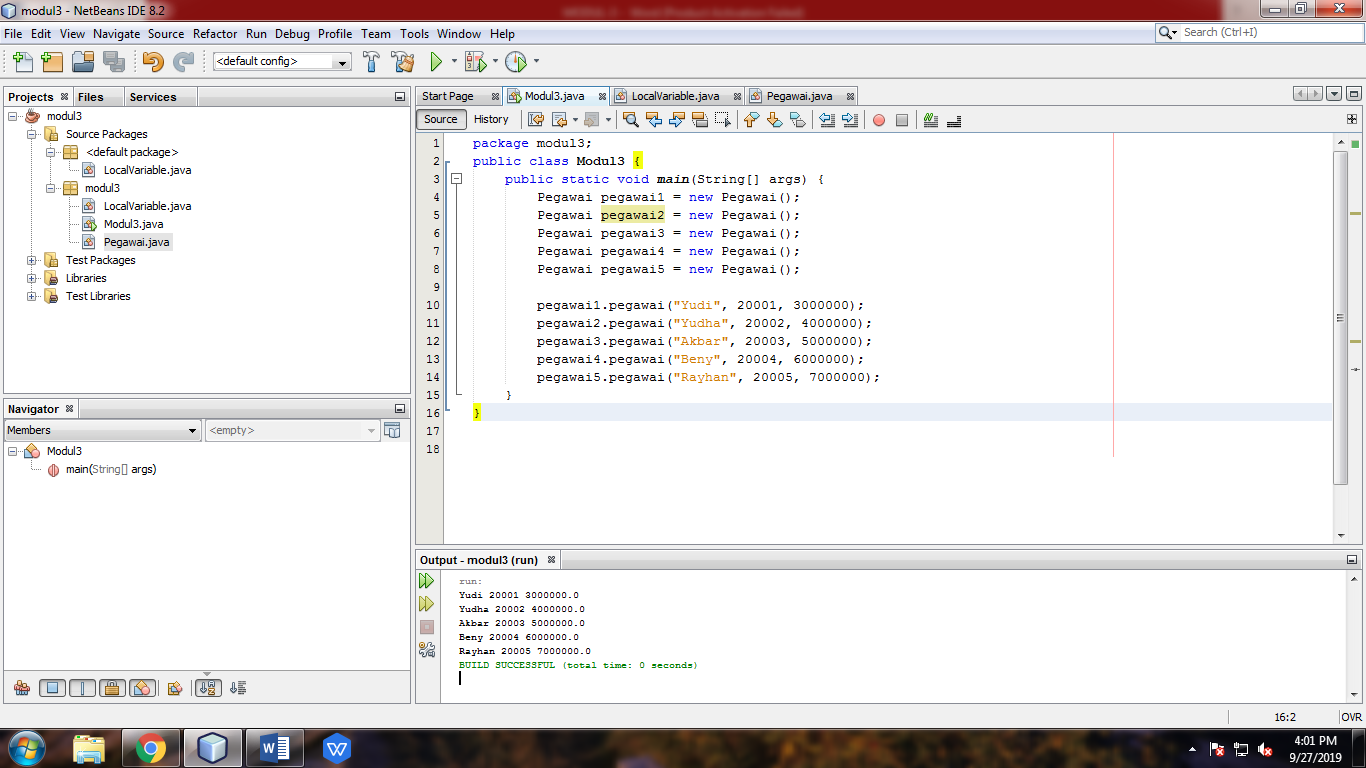 modul3 - NetBeans IDE 8.2
File Edit View Navigate Source Refactor Run Debug Profile Team Tools Window Help
Search (Ctrl+I)
<default config>
Projects Files Services
modul3
Source Packages
<default package>
LocalVariable.java
modul3
LocalVariable.java
Modul3.java
Pegawai.java
Test Packages
Libraries
Test Libraries
Navigator
Members <empty>
Modul3
main(String[] args)
Start Page Modul3.java LocalVariable.java Pegawai.java
Source History
1 package modul3;
2 public class Modul3 {
3 public static void main(String[] args) {
4 Pegawai pegawai1 = new Pegawai();
5 Pegawai pegawai2 = new Pegawai();
6 Pegawai pegawai3 = new Pegawai();
7 Pegawai pegawai4 = new Pegawai();
8 Pegawai pegawai5 = new Pegawai();
9
10 pegawai1.pegawai("Yudi", 20001, 3000000);
11 pegawai2.pegawai("Yudha", 20002, 4000000);
12 pegawai3.pegawai("Akbar", 20003, 5000000);
13 pegawai4.pegawai("Beny", 20004, 6000000);
14 pegawai5.pegawai("Rayhan", 20005, 7000000);
15 }
16 }
17
18
Output - modul3 (run)
run:
Yudi 20001 3000000.0
Yudha 20002 4000000.0
Akbar 20003 5000000.0
Beny 20004 6000000.0
Rayhan 20005 7000000.0
BUILD SUCCESSFUL (total time: 0 seconds)
16:2 OVR
4:01 PM
9/27/2019